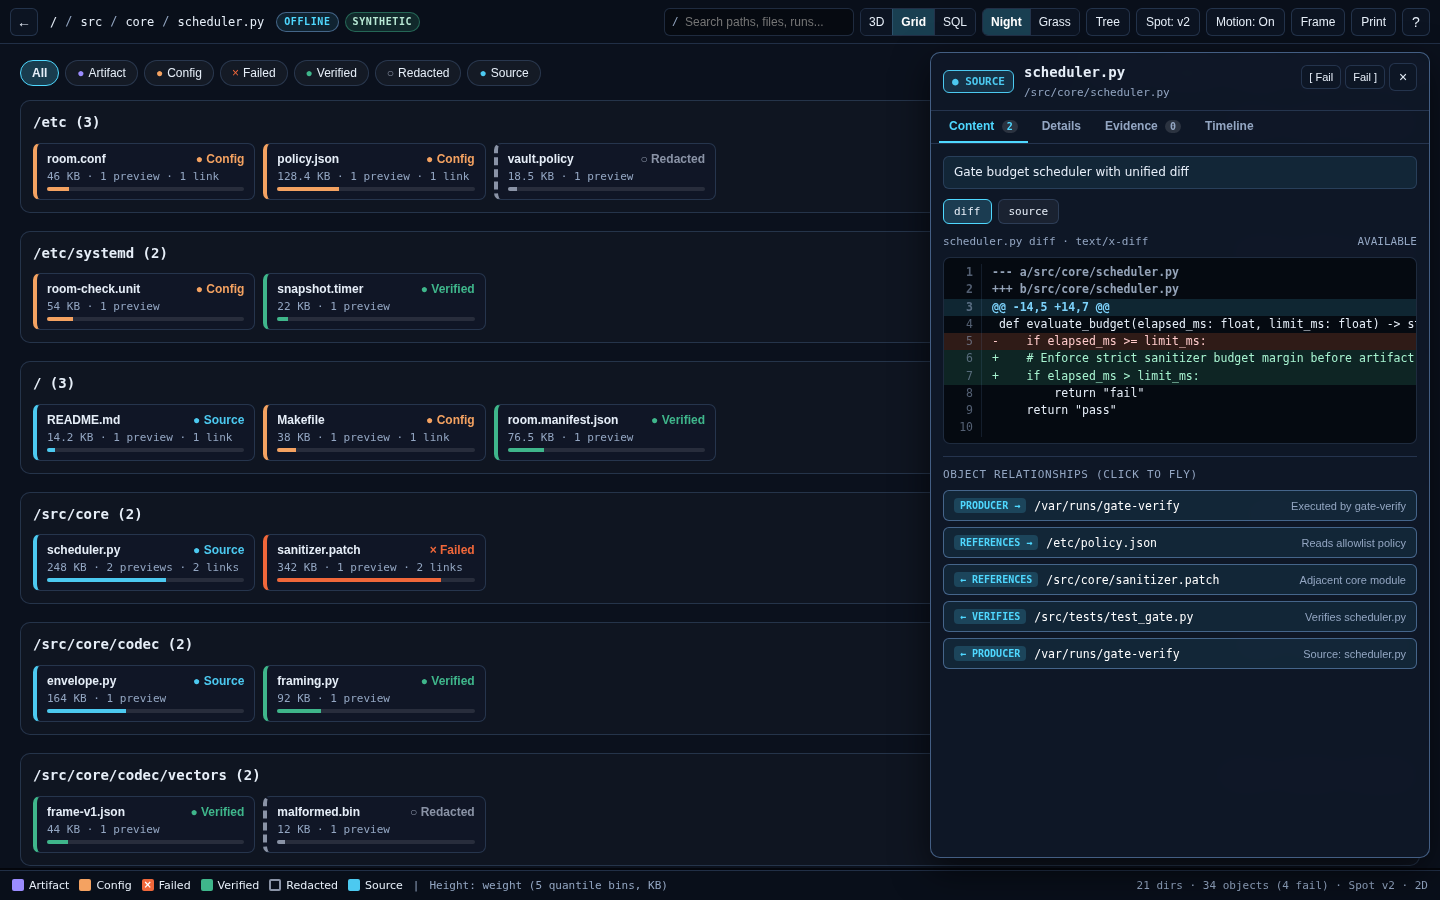 ← / / src / core / scheduler.py OFFLINE SYNTHETIC / Search paths, files, runs... 3D Grid SQL Night Grass Tree Spot: v2 Motion: On Frame Print ?
All ● Artifact ● Config × Failed ● Verified ○ Redacted ● Source
/etc (3)
room.conf ● Config
46 KB · 1 preview · 1 link
policy.json ● Config
128.4 KB · 1 preview · 1 link
vault.policy ○ Redacted
18.5 KB · 1 preview
/etc/systemd (2)
room-check.unit ● Config
54 KB · 1 preview
snapshot.timer ● Verified
22 KB · 1 preview
/ (3)
README.md ● Source
14.2 KB · 1 preview · 1 link
Makefile ● Config
38 KB · 1 preview · 1 link
room.manifest.json ● Verified
76.5 KB · 1 preview
/src/core (2)
scheduler.py ● Source
248 KB · 2 previews · 2 links
sanitizer.patch × Failed
342 KB · 1 preview · 2 links
/src/core/codec (2)
envelope.py ● Source
164 KB · 1 preview
framing.py ● Verified
92 KB · 1 preview
/src/core/codec/vectors (2)
frame-v1.json ● Verified
44 KB · 1 preview
malformed.bin ○ Redacted
12 KB · 1 preview
● SOURCE
scheduler.py
/src/core/scheduler.py
[ Fail Fail ] ×
Content 2 Details Evidence 0 Timeline
Gate budget scheduler with unified diff
diff source
scheduler.py diff · text/x-diff AVAILABLE
1 --- a/src/core/scheduler.py
2 +++ b/src/core/scheduler.py
3 @@ -14,5 +14,7 @@
4 def evaluate_budget(elapsed_ms: float, limit_ms: float) -> st
5 - if elapsed_ms >= limit_ms:
6 + # Enforce strict sanitizer budget margin before artifact
7 + if elapsed_ms > limit_ms:
8 return "fail"
9 return "pass"
10
OBJECT RELATIONSHIPS (CLICK TO FLY)
PRODUCER → /var/runs/gate-verify Executed by gate-verify
REFERENCES → /etc/policy.json Reads allowlist policy
← REFERENCES /src/core/sanitizer.patch Adjacent core module
← VERIFIES /src/tests/test_gate.py Verifies scheduler.py
← PRODUCER /var/runs/gate-verify Source: scheduler.py
Artifact Config × Failed Verified Redacted Source | Height: weight (5 quantile bins, KB) 21 dirs · 34 objects (4 fail) · Spot v2 · 2D